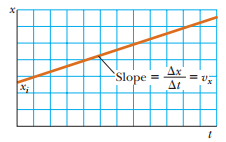 x
x_i
Slope = Δx/Δt = v_x
t